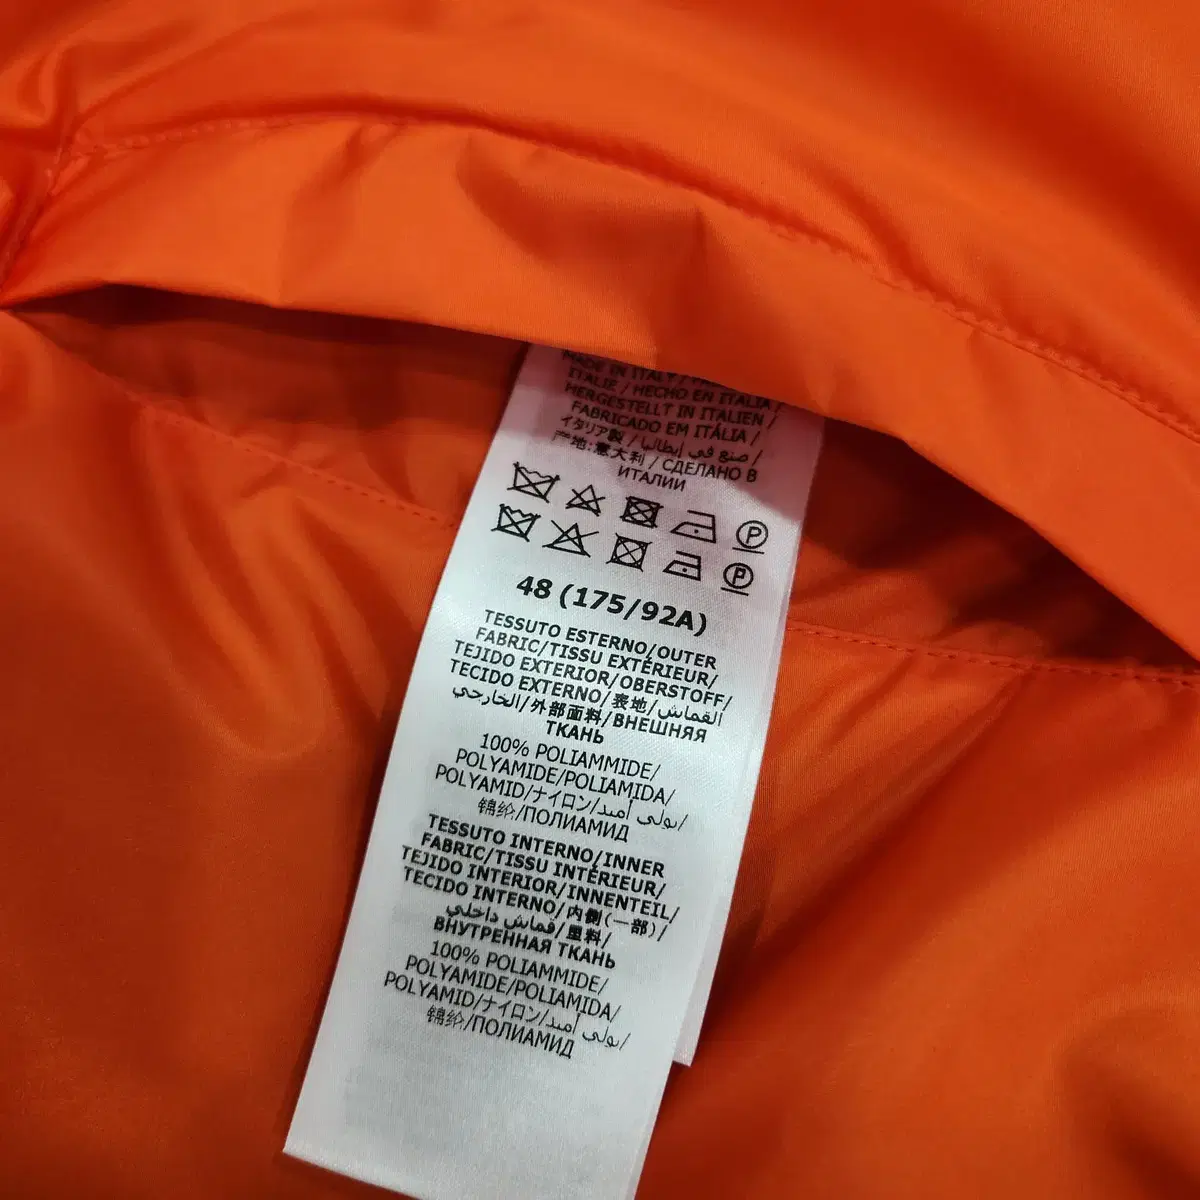 MADE IN ITALY /
ITALIE / HECHO EN ITALIA /
HERGESTELLT IN ITALIEN /
FABRICADO EM ITÁLIA /
イタリア製 / صنع في إيطاليا /
产地:意大利 / СДЕЛАНО В
ИТАЛИИ
P
P
48 (175/92A)
TESSUTO ESTERNO/OUTER
FABRIC/TISSU EXTÉRIEUR/
TEJIDO EXTERIOR/OBERSTOFF/
TECIDO EXTERNO/表地/القماش
الخارجي/外部面料/ВНЕШНЯЯ
ТКАНЬ
100% POLIAMMIDE/
POLYAMIDE/POLIAMIDA/
POLYAMID/ナイロン/بولي أميد/
锦纶/ПОЛИАМИД
TESSUTO INTERNO/INNER
FABRIC/TISSU INTÉRIEUR/
TEJIDO INTERIOR/INNENTEIL/
TECIDO INTERNO/内側(一部)/
قماش داخلي/里料/
ВНУТРЕННАЯ ТКАНЬ
100% POLIAMMIDE/
POLYAMIDE/POLIAMIDA/
POLYAMID/ナイロン/بولي أميد/
锦纶/ПОЛИАМИД